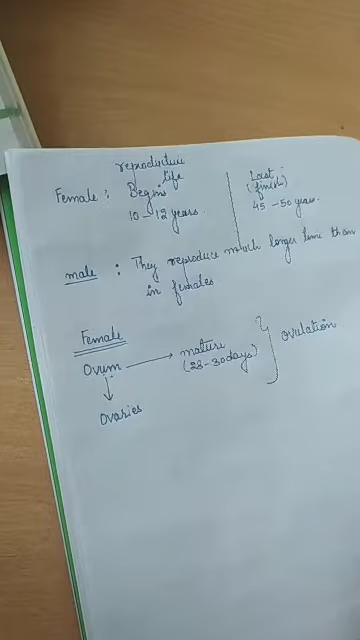 reproductive life
Female : Begins
10 - 12 years.
Last (finish)
45 - 50 years.
male : They reproduce much longer time than
in females
Female
Ovum → mature
(28 - 30 days) } ovulation
↓
Ovaries